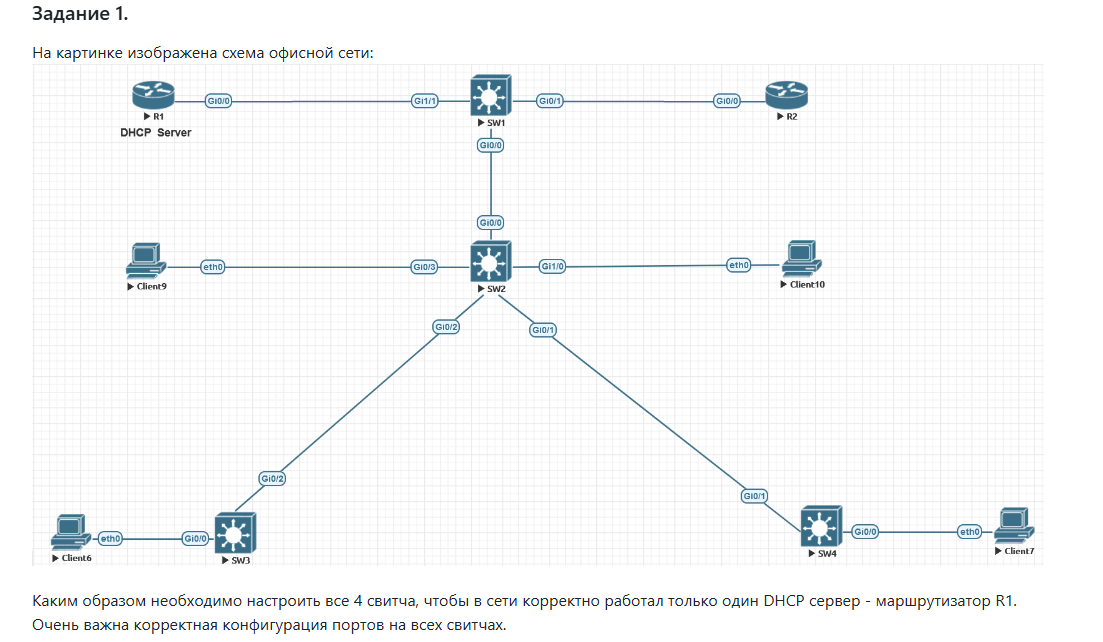 Задание 1.
На картинке изображена схема офисной сети:
Gi0/0 Gi1/1 Gi0/1 Gi0/0
R1 SW1 R2
DHCP Server
Gi0/0
Gi0/0
eth0 Gi0/3 Gi1/0 eth0
Client9 SW2 Client10
Gi0/2 Gi0/1
Gi0/2
Gi0/1
eth0 Gi0/0 Gi0/0 eth0
Client6 SW3 SW4 Client7
Каким образом необходимо настроить все 4 свитча, чтобы в сети корректно работал только один DHCP сервер - маршрутизатор R1.
Очень важна корректная конфигурация портов на всех свитчах.